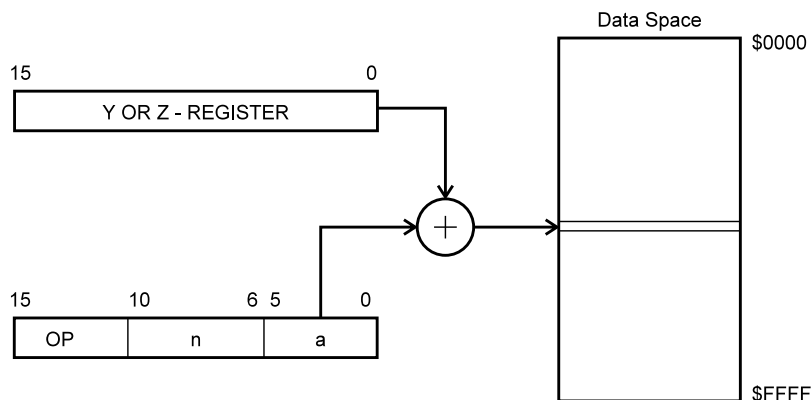 Data Space
$0000
15 0
Y OR Z - REGISTER
15 10 6 5 0
OP n a
$FFFF